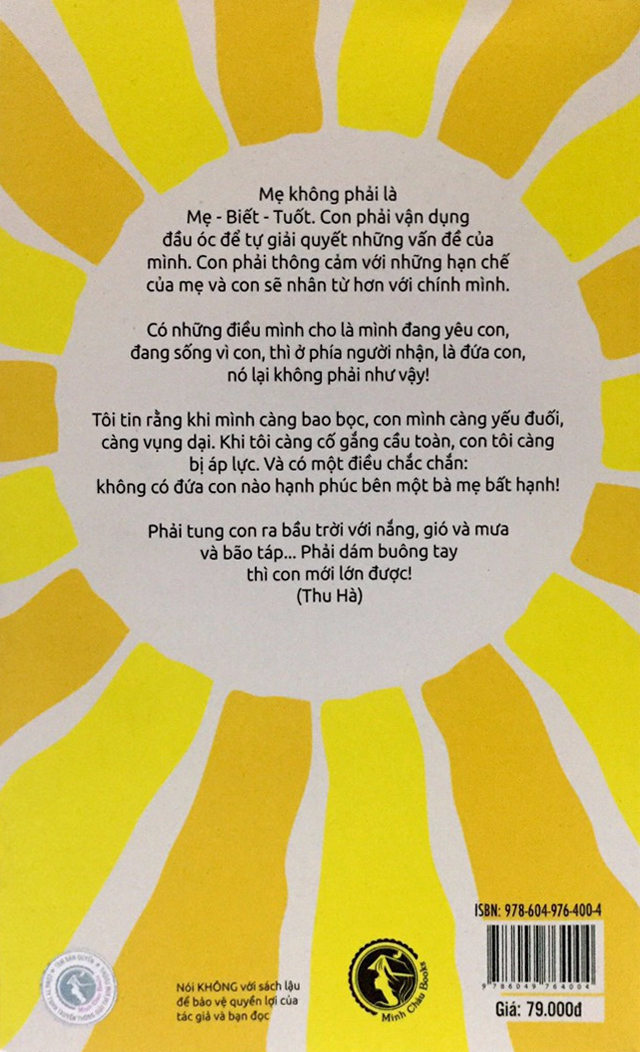 Mẹ không phải là
Mẹ - Biết - Tuốt. Con phải vận dụng
đầu óc để tự giải quyết những vấn đề của
mình. Con phải thông cảm với những hạn chế
của mẹ và con sẽ nhân từ hơn với chính mình.
Có những điều mình cho là mình đang yêu con,
đang sống vì con, thì ở phía người nhận, là đứa con,
nó lại không phải như vậy!
Tôi tin rằng khi mình càng bao bọc, con mình càng yếu đuối,
càng vụng dại. Khi tôi càng cố gắng cầu toàn, con tôi càng
bị áp lực. Và có một điều chắc chắn:
không có đứa con nào hạnh phúc bên một bà mẹ bất hạnh!
Phải tung con ra bầu trời với nắng, gió và mưa
và bão táp... Phải dám buông tay
thì con mới lớn được!
(Thu Hà)
ISBN: 978-604-976-400-4
9 786049 764004
Giá: 79.000đ
Nói KHÔNG với sách lậu
để bảo vệ quyền lợi của
tác giả và bạn đọc
Minh Châu Books